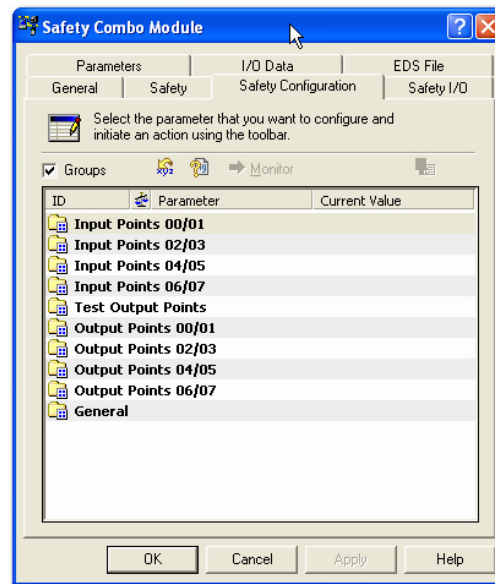 Safety Combo Module
Parameters I/O Data EDS File
General Safety Safety Configuration Safety I/O
Select the parameter that you want to configure and
initiate an action using the toolbar.
Groups Monitor
ID Parameter Current Value
Input Points 00/01
Input Points 02/03
Input Points 04/05
Input Points 06/07
Test Output Points
Output Points 00/01
Output Points 02/03
Output Points 04/05
Output Points 06/07
General
OK Cancel Apply Help